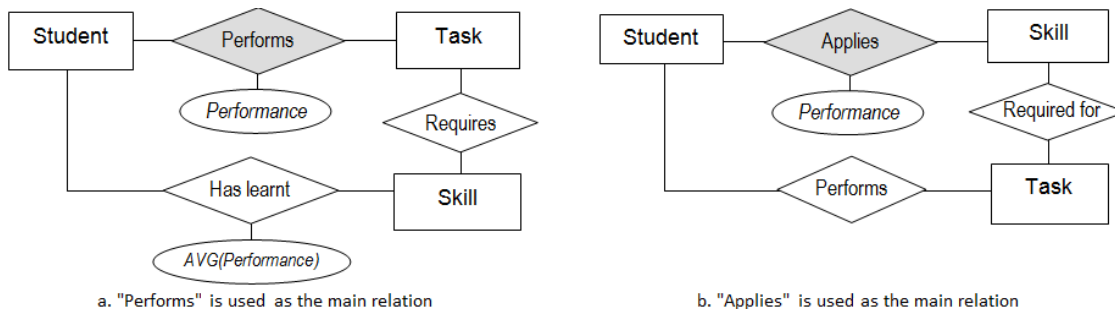 Student
Performs
Task
Performance
Requires
Has learnt
Skill
AVG(Performance)
a. "Performs" is used as the main relation
Student
Applies
Skill
Performance
Required for
Performs
Task
b. "Applies" is used as the main relation